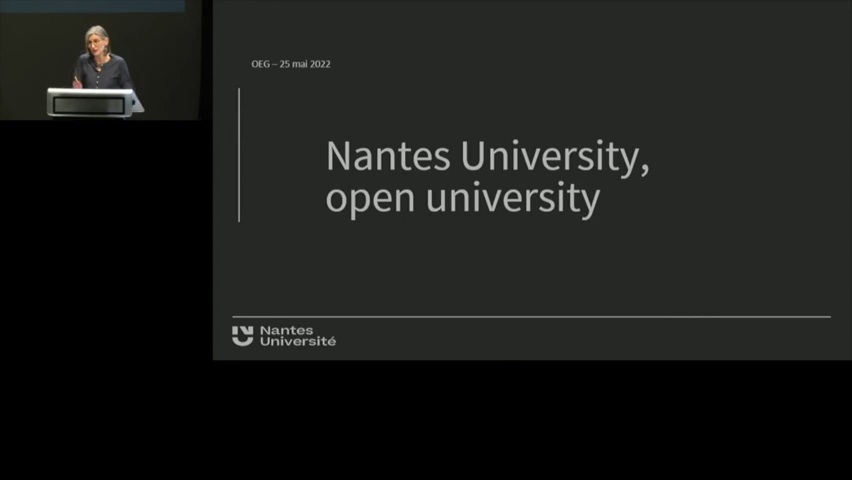 OEG – 25 mai 2022
Nantes University,
open university
Nantes
Université